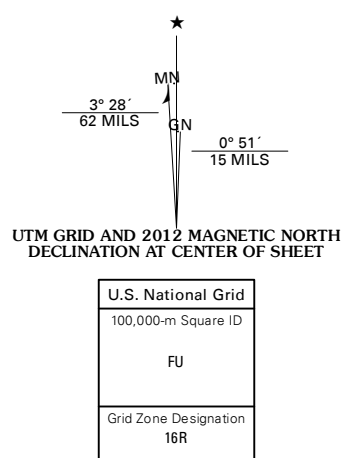 ★
MN
3° 28´
62 MILS
GN
0° 51´
15 MILS
UTM GRID AND 2012 MAGNETIC NORTH
DECLINATION AT CENTER OF SHEET
U.S. National Grid
100,000-m Square ID
FU
Grid Zone Designation
16R